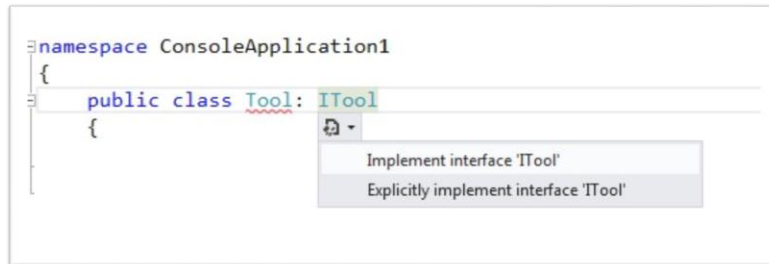 namespace ConsoleApplication1
{
public class Tool: ITool
{
Implement interface 'ITool'
Explicitly implement interface 'ITool'